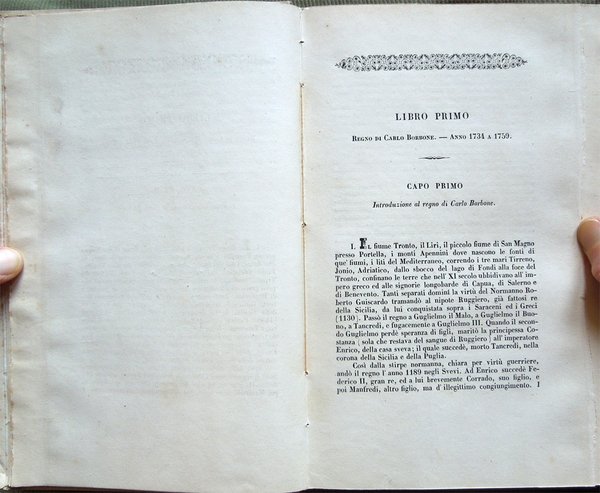 LIBRO PRIMO
REGNO DI CARLO BORBONE. — ANNO 1734 A 1759.
CAPO PRIMO
Introduzione al regno di Carlo Borbone.
I. Il fiume Tronto, il Liri, il piccolo fiume di San Magno
presso Portella, i monti Apennini dove nascono le fonti di
que' fiumi, i liti del Mediterraneo, correndo i tre mari Tirreno,
Jonio, Adriatico, dallo sbocco del lago di Fondi alla foce del
Tronto, confinano le terre che nell' XI secolo ubbidivano all' im-
pero greco ed alle signorie longobarde di Capua, di Salerno e
di Benevento. Tanti separati dominii la virtù del Normanno Ro-
berto Guiscardo tramandò al nipote Ruggiero, già fattosi re
della Sicilia, da lui conquistata sopra i Saraceni ed i Greci
(1130). Passò il regno a Guglielmo il Malo, a Guglielmo il Buo-
no, a Tancredi, e fugacemente a Guglielmo III. Quando il secon-
do Guglielmo perdè speranza di figli, maritò la principessa Co-
stanza (sola che restava del sangue di Ruggiero) all' imperatore
Enrico, della casa sveva; il quale succedè, morto Tancredi, nella
corona della Sicilia e della Puglia.
Così dalla stirpe normanna, chiara per virtù guerriere,
andò il regno l' anno 1189 negli Svevi. Ad Enrico succedè Fe-
derico II, gran re, ed a lui brevemente Corrado, suo figlio, e
poi Manfredi, altro figlio, ma d'illegittimo congiungimento. I